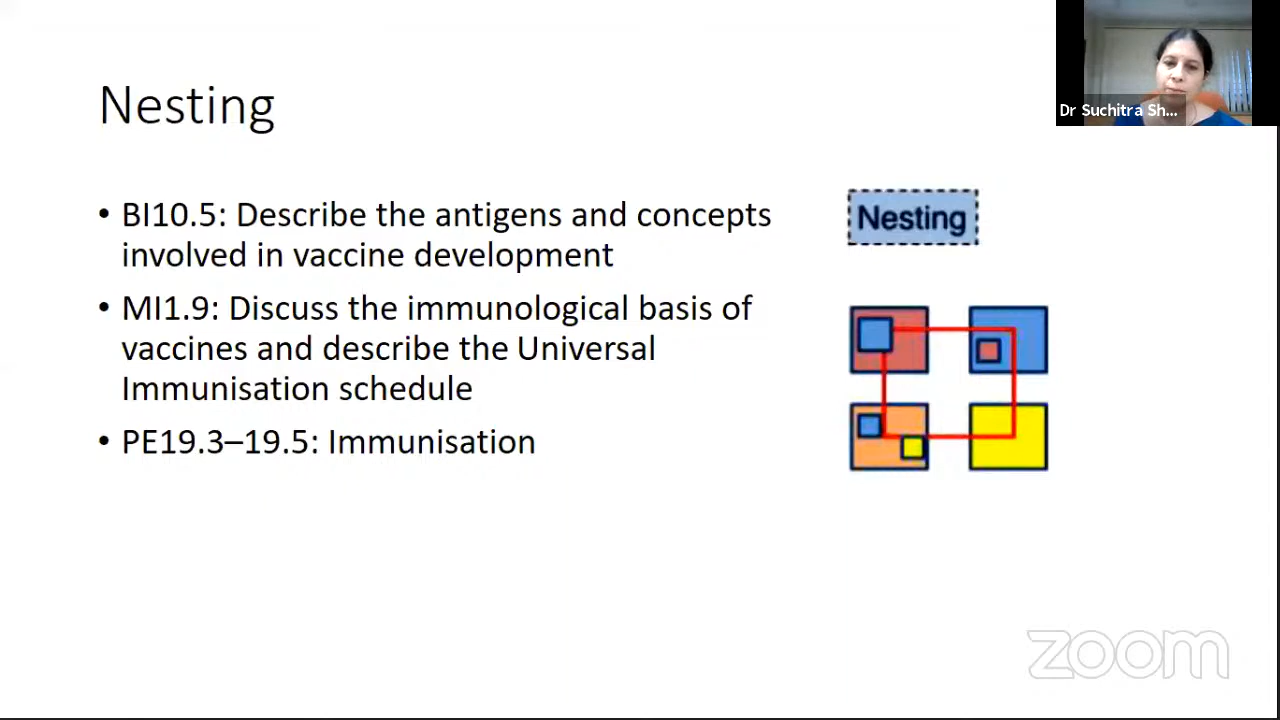 Nesting
Dr Suchitra Sh...
• BI10.5: Describe the antigens and concepts
involved in vaccine development
• MI1.9: Discuss the immunological basis of
vaccines and describe the Universal
Immunisation schedule
• PE19.3–19.5: Immunisation
Nesting
zoom